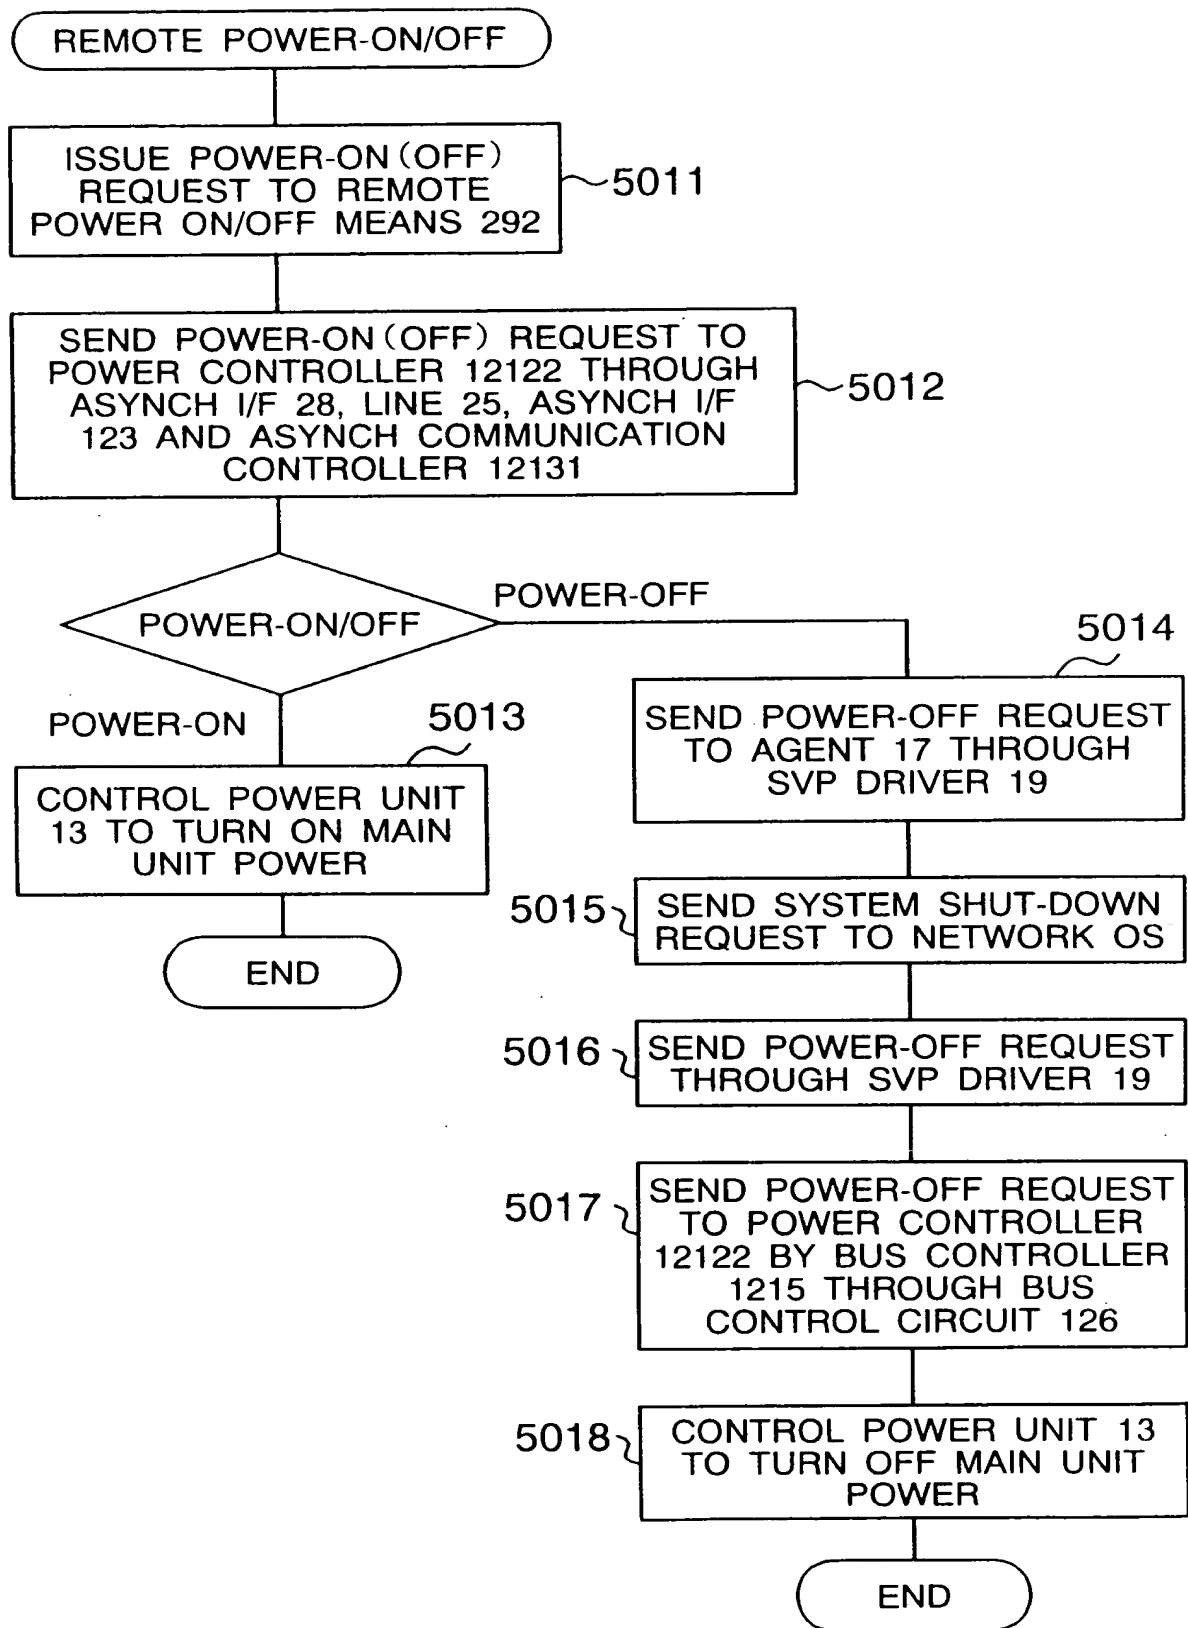 REMOTE POWER-ON/OFF
ISSUE POWER-ON (OFF)
REQUEST TO REMOTE
POWER ON/OFF MEANS 292
5011
SEND POWER-ON (OFF) REQUEST TO
POWER CONTROLLER 12122 THROUGH
ASYNCH I/F 28, LINE 25, ASYNCH I/F
123 AND ASYNCH COMMUNICATION
CONTROLLER 12131
5012
POWER-ON/OFF
POWER-OFF
POWER-ON
5013
CONTROL POWER UNIT
13 TO TURN ON MAIN
UNIT POWER
END
5014
SEND POWER-OFF REQUEST
TO AGENT 17 THROUGH
SVP DRIVER 19
5015
SEND SYSTEM SHUT-DOWN
REQUEST TO NETWORK OS
5016
SEND POWER-OFF REQUEST
THROUGH SVP DRIVER 19
5017
SEND POWER-OFF REQUEST
TO POWER CONTROLLER
12122 BY BUS CONTROLLER
1215 THROUGH BUS
CONTROL CIRCUIT 126
5018
CONTROL POWER UNIT 13
TO TURN OFF MAIN UNIT
POWER
END